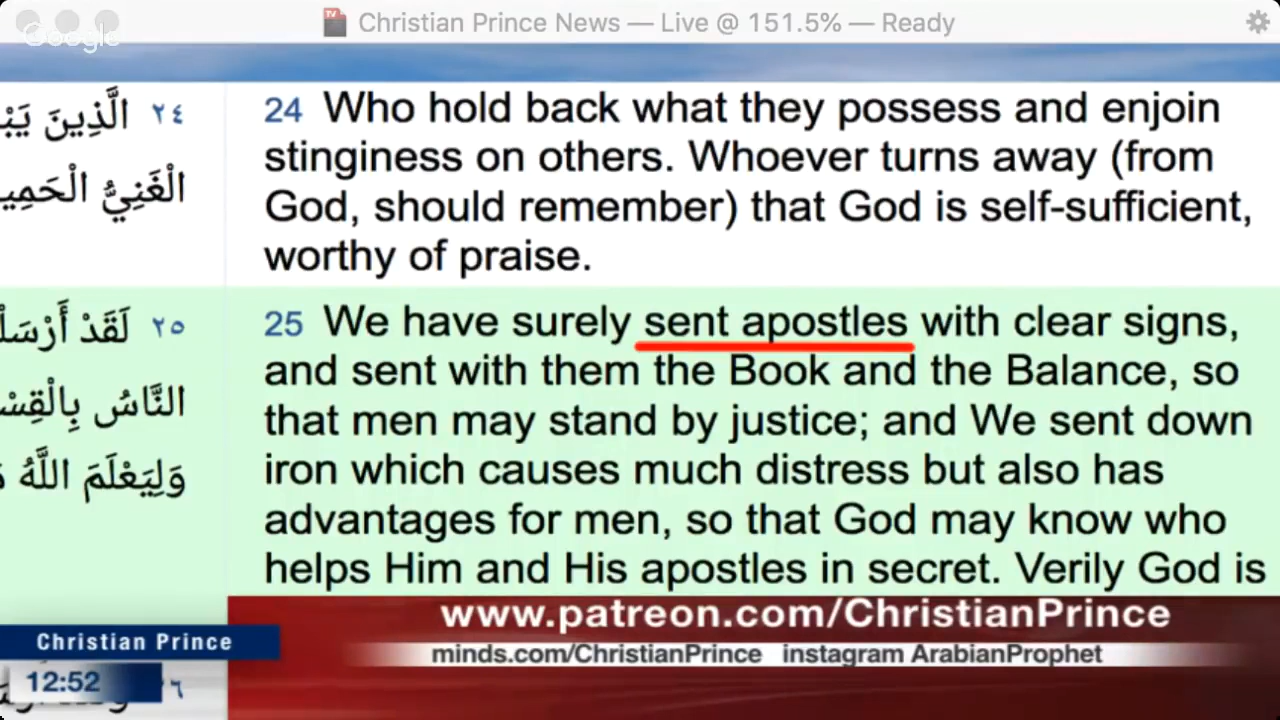 TV Christian Prince News — Live @ 151.5% — Ready
Google
٢٤ الَّذِينَ
الْغَنِيُّ
24 Who hold back what they possess and enjoin
stinginess on others. Whoever turns away (from
God, should remember) that God is self-sufficient,
worthy of praise.
٢٥ لَقَدْ
النَّاسُ
وَلِيَعْلَمَ اللَّهُ
25 We have surely sent apostles with clear signs,
and sent with them the Book and the Balance, so
that men may stand by justice; and We sent down
iron which causes much distress but also has
advantages for men, so that God may know who
helps Him and His apostles in secret. Verily God is
www.patreon.com/ChristianPrince
Christian Prince
minds.com/ChristianPrince instagram ArabianProphet
12:52